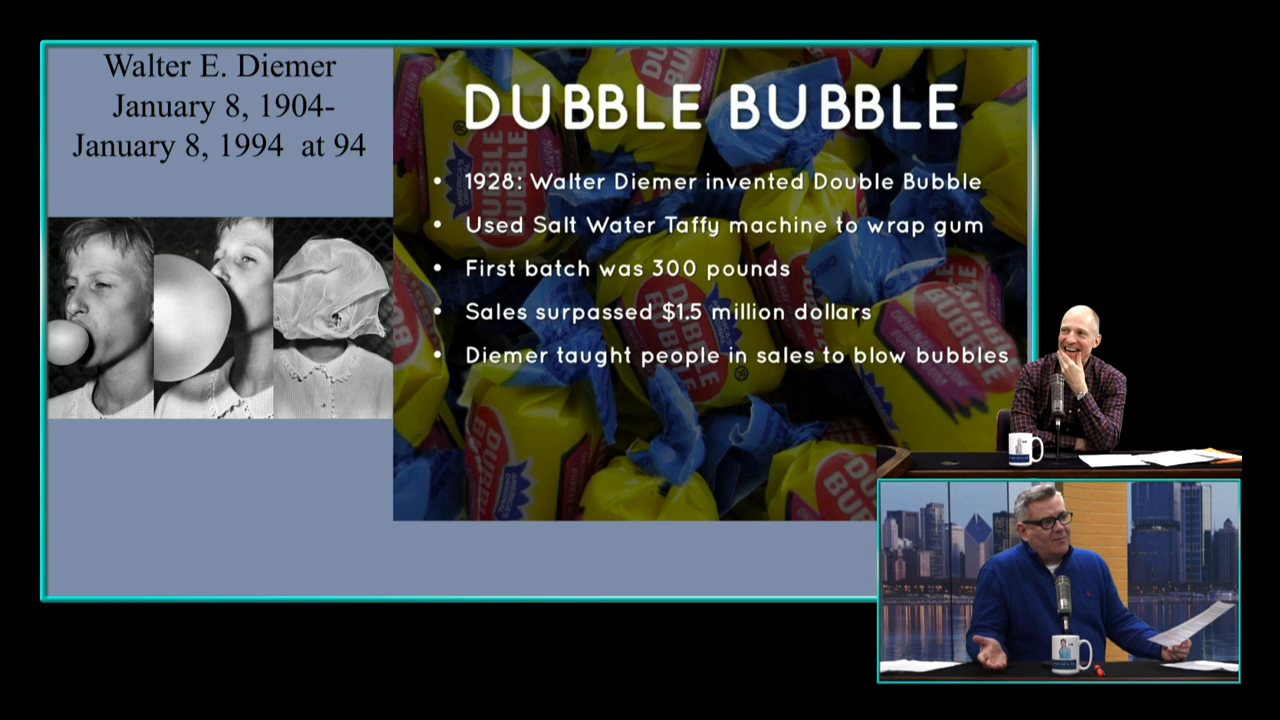 Walter E. Diemer
January 8, 1904-
January 8, 1994  at 94
DUBBLE BUBBLE
• 1928: Walter Diemer invented Double Bubble
• Used Salt Water Taffy machine to wrap gum
• First batch was 300 pounds
• Sales surpassed $1.5 million dollars
• Diemer taught people in sales to blow bubbles
DUBBLE
BUBBLE